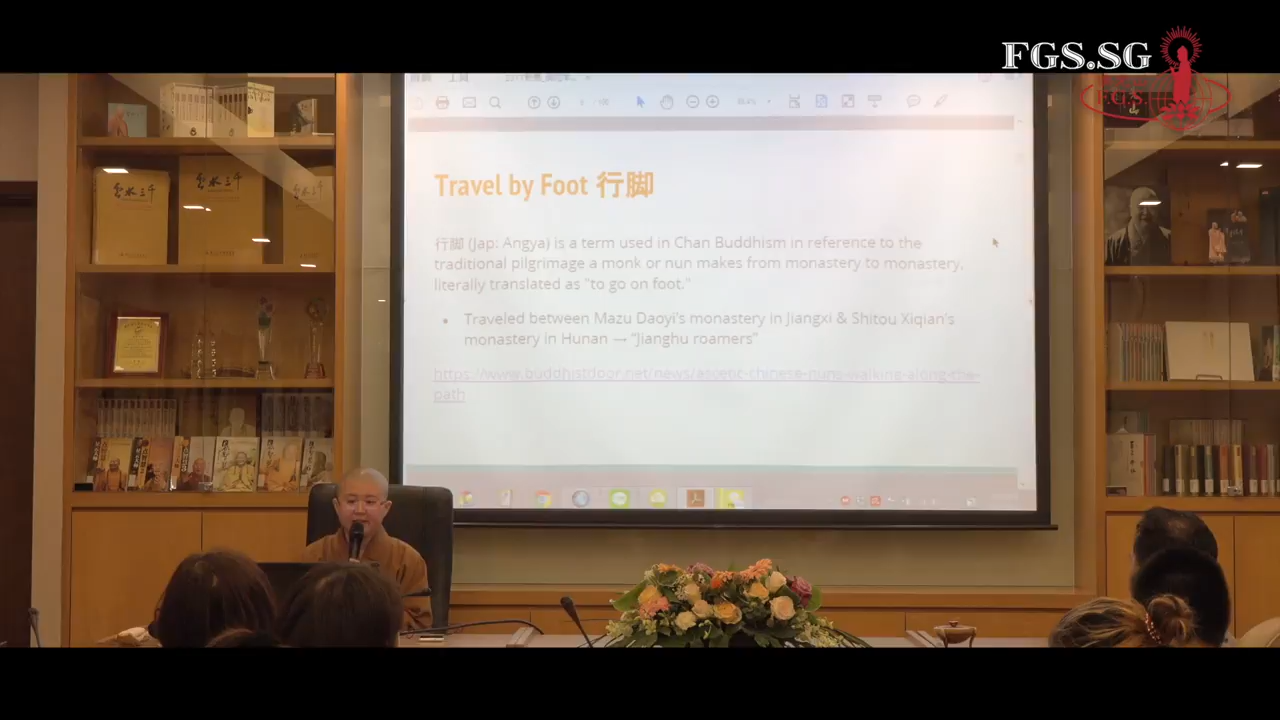 FGS.SG
F.G.S.
工具
Travel by Foot 行脚
行脚 (Jap: Angya) is a term used in Chan Buddhism in reference to the
traditional pilgrimage a monk or nun makes from monastery to monastery,
literally translated as "to go on foot."
• Traveled between Mazu Daoyi's monastery in Jiangxi & Shitou Xiqian's
monastery in Hunan → "Jianghu roamers"
https://www.buddhistdoor.net/news/ascetic-chinese-nuns-walking-along-the-
path